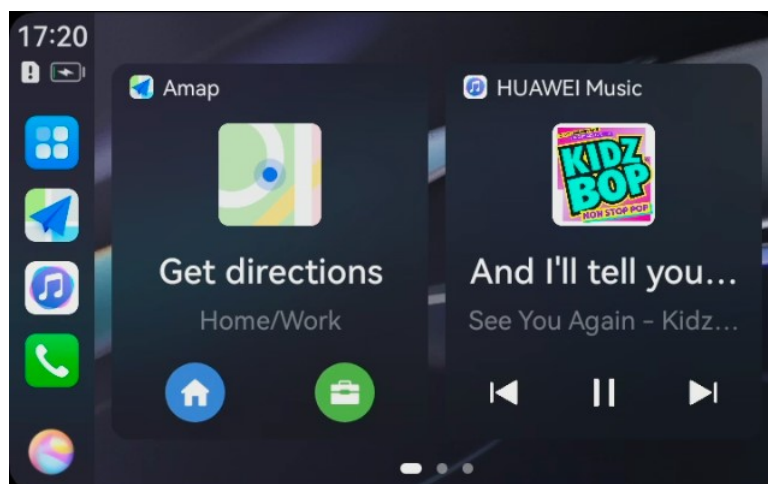 17:20
Amap
Get directions
Home/Work
HUAWEI Music
KIDZ
BOP
NON STOP POP
And I'll tell you...
See You Again – Kidz...